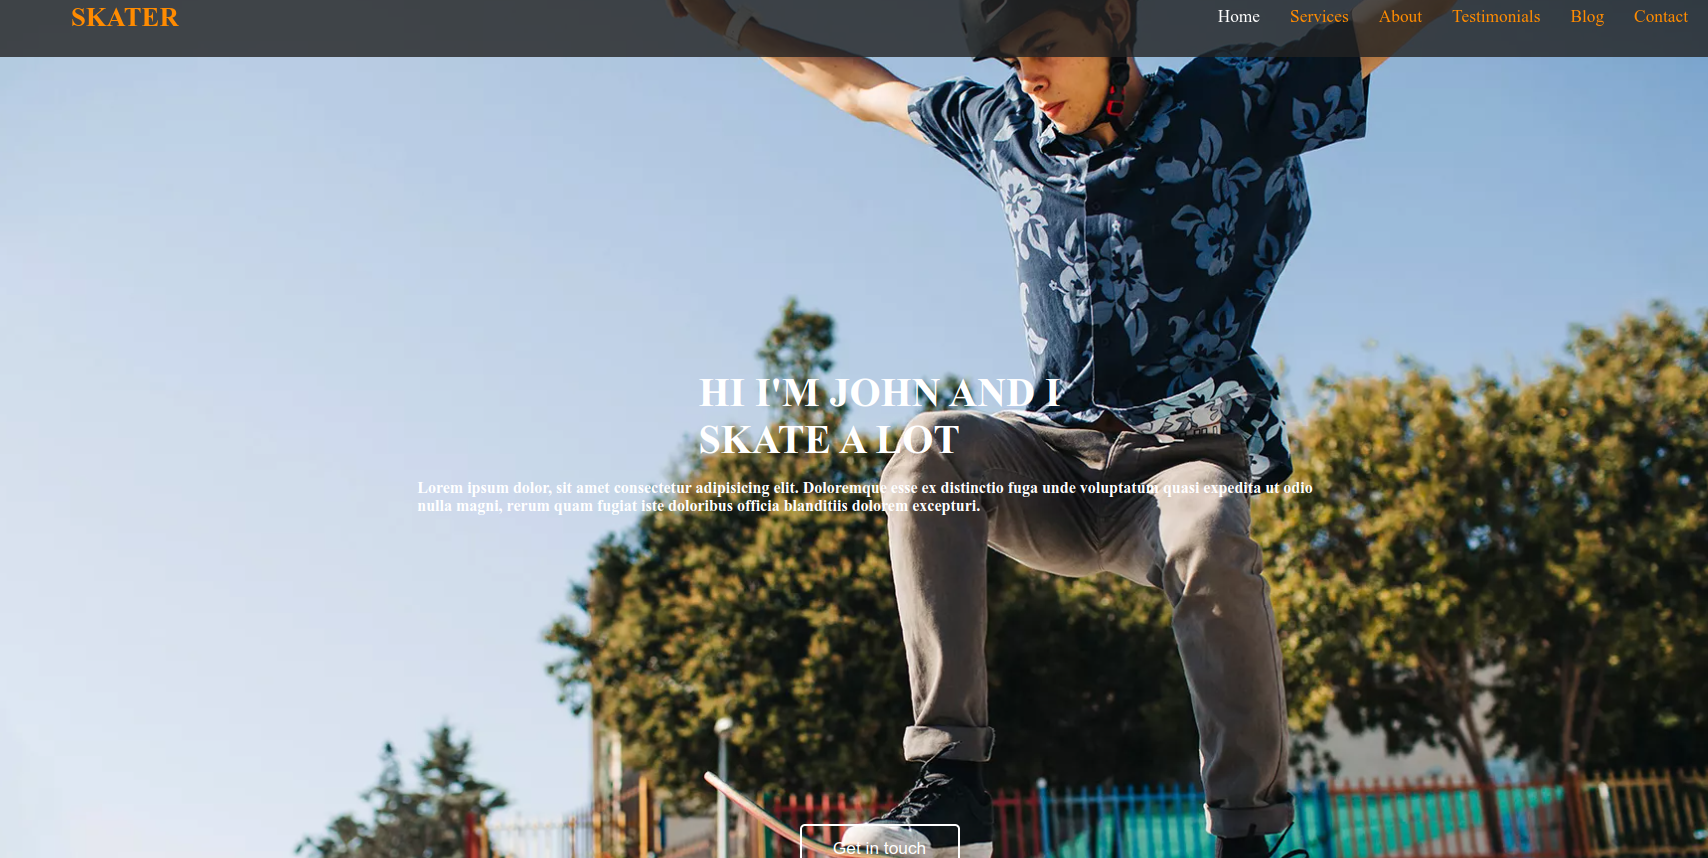 SKATER
Home Services About Testimonials Blog Contact
HI I'M JOHN AND I
SKATE A LOT
Lorem ipsum dolor, sit amet consectetur adipisicing elit. Doloremque esse ex distinctio fuga unde voluptatum quasi expedita ut odio
nulla magni, rerum quam fugiat iste doloribus officia blanditiis dolorem excepturi.
Get in touch